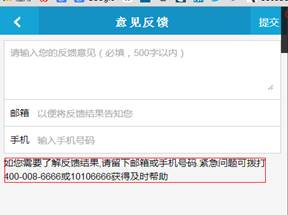 意见反馈
提交
请输入您的反馈意见（必填，500字以内）
邮箱 以便将反馈结果告知您
手机 输入手机号码
如您需要了解反馈结果,请留下邮箱或手机号码.紧急问题可拨打
400-008-6666或10106666获得及时帮助